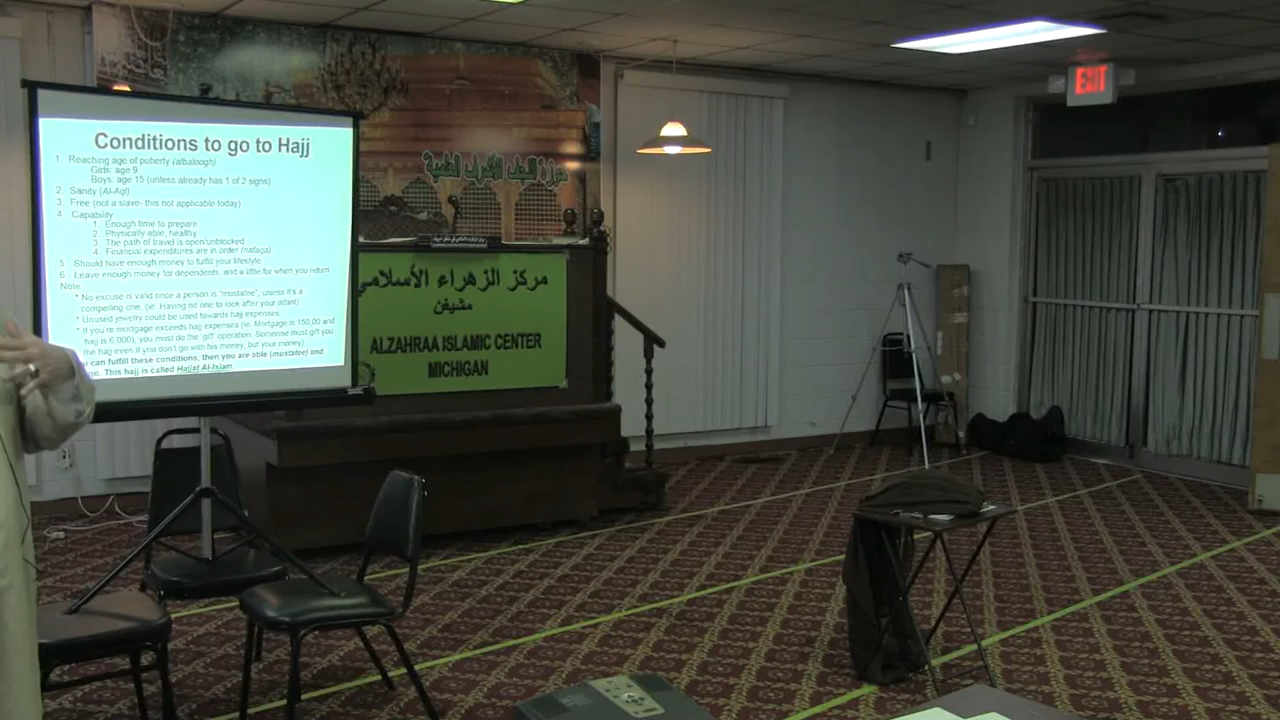 Conditions to go to Hajj
1. Reaching age of puberty (albaloogh)
Girls: age 9
Boys: age 15 (unless already has 1 of 2 signs)
2. Sanity (Al-Aql)
3. Free (not a slave- this not applicable today)
4. Capability
1. Enough time to prepare
2. Physically able, healthy
3. The path of travel is open/unblocked
4. Financial expenditures are in order (nafaga)
5. Should have enough money to fulfill your lifestyle
6. Leave enough money for dependents, and a little for when you return
Note:
* No excuse is valid once a person is "mustatee", unless it's a
compelling one, (ie. Having no one to look after your infant)
* Unused jewelry could be used towards hajj expenses.
* If you're mortgage exceeds hajj expenses (ie. Mortgage is 150,00 and
hajj is 6,000), you must do the "gift" operation. Someone must gift you
the hajj even if you don't go with his money, but your money)
can fulfill these conditions, then you are able (mustatee) and
go. This hajj is called Hajjat Al-Islam.
حوزة النجف الأشرف العلمية
مركز الزهراء الأسلامي
مشيغن
ALZAHRAA ISLAMIC CENTER
MICHIGAN
EXIT